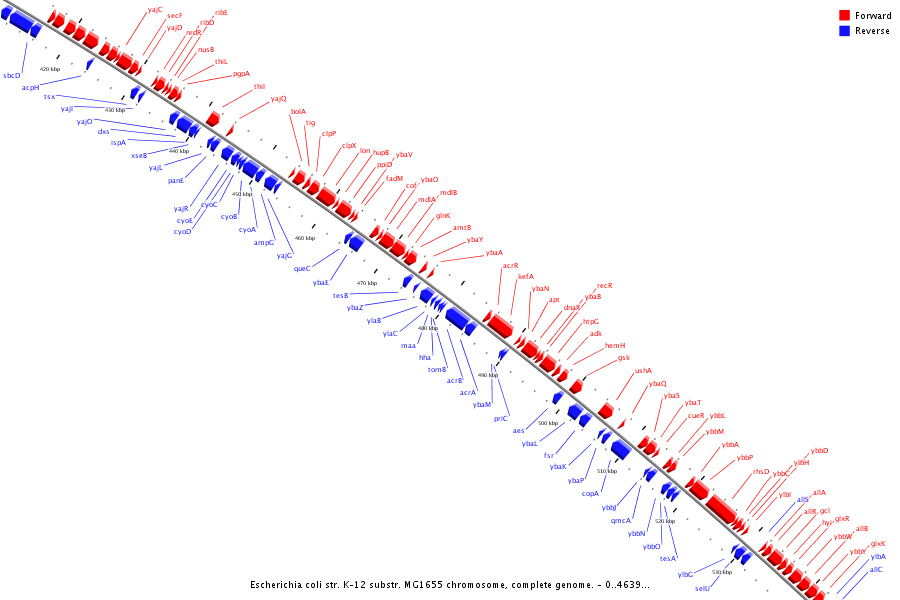 Forward
Reverse
yajC
secF
yajD
nrdR
ribD
ribE
nusB
thiL
pgpA
thiI
yajQ
bolA
tig
clpP
clpX
lon
hupB
ppiD
ybaV
fadM
cof
ybaO
mdlA
mdlB
glnK
amtB
ybaY
ybaA
acrR
kefA
ybaN
apt
dnaX
ybaB
recR
htpG
adk
hemH
gsk
ushA
ybaQ
ybaS
ybaT
cueR
ybbL
ybbM
ybbA
ybbP
rhsD
ybbC
ylbH
ybbD
ylbI
allS
allA
allR
gcl
hyi
glxR
ybbW
allB
ybbY
glxK
ylbA
allC
sbcD
420 kbp
acpH
tsx
yajI
430 kbp
yajO
dxs
ispA
440 kbp
xseB
yajL
panE
yajR
cyoE
cyoD
cyoC
450 kbp
cyoB
cyoA
ampG
yajG
460 kbp
queC
ybaE
470 kbp
tesB
ybaZ
ylaB
ylaC
480 kbp
maa
hha
tomB
acrB
acrA
490 kbp
ybaM
priC
aes
500 kbp
ybaL
fsr
ybaK
510 kbp
ybaP
copA
ybbJ
qmcA
520 kbp
ybbN
ybbO
tesA
530 kbp
ylbG
selU
Escherichia coli str. K-12 substr. MG1655 chromosome, complete genome. - 0..4639...